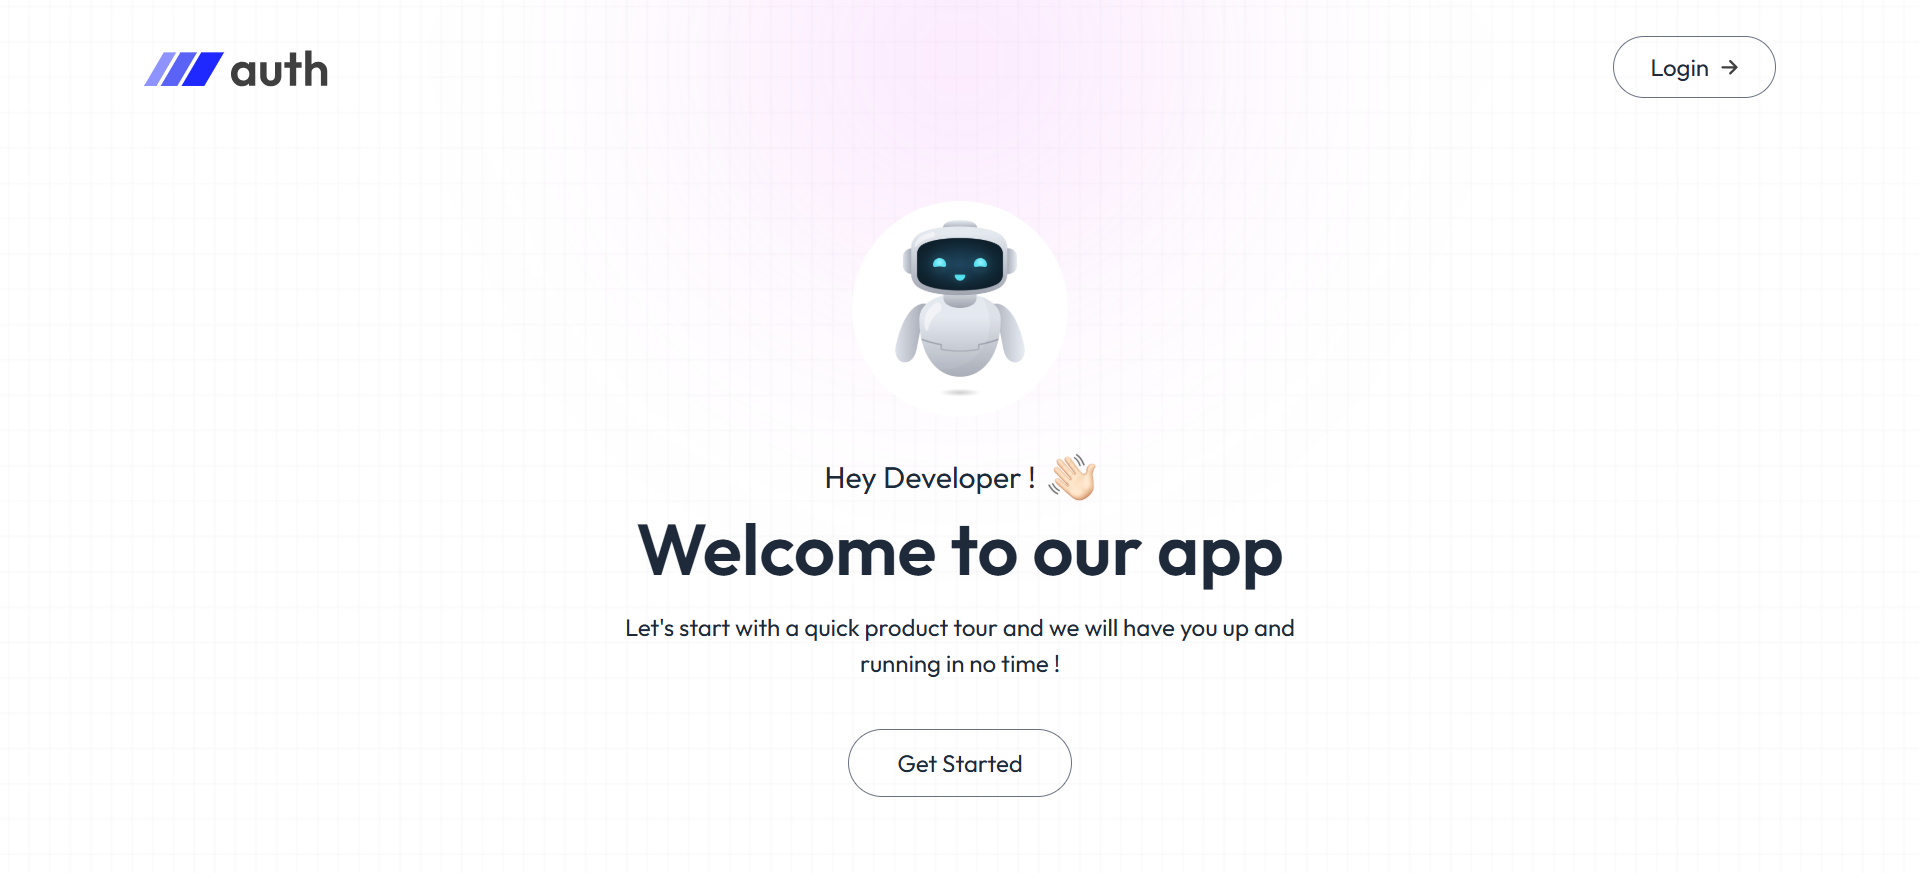 auth
Login
Hey Developer !
Welcome to our app
Let's start with a quick product tour and we will have you up and
running in no time !
Get Started